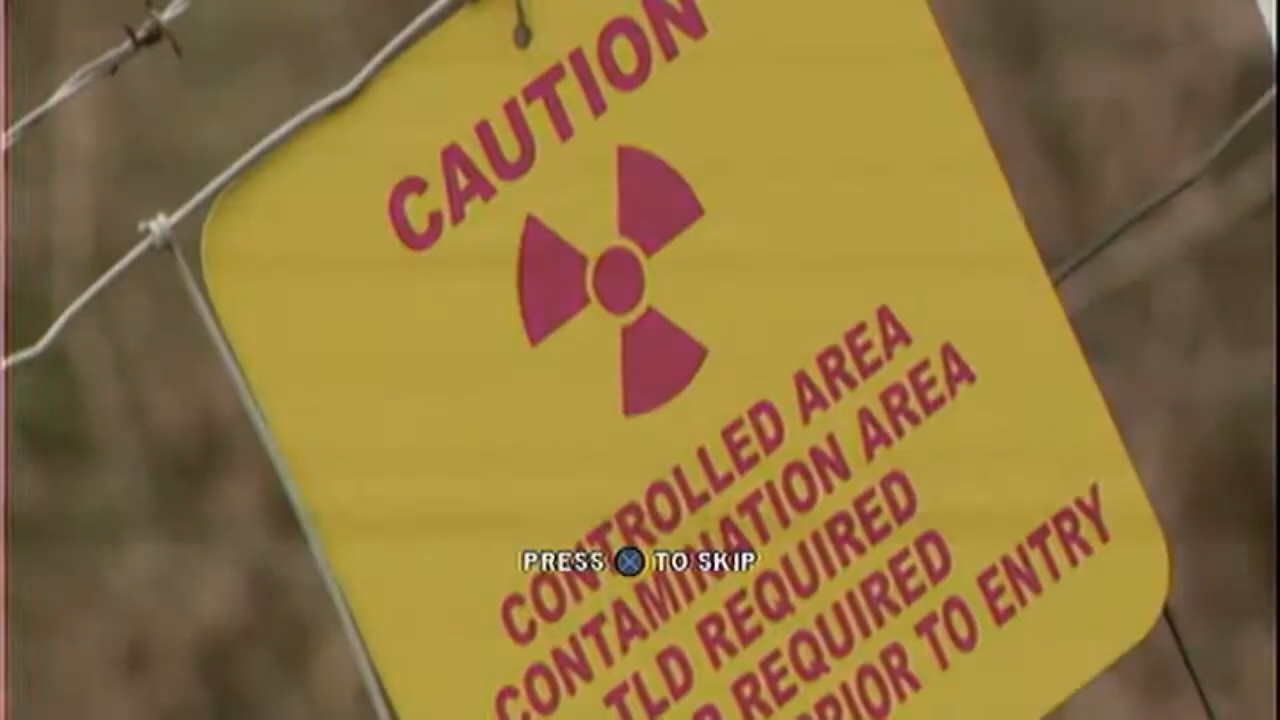 CAUTION
CONTROLLED AREA
CONTAMINATION AREA
TLD REQUIRED
REQUIRED
PRIOR TO ENTRY
PRESS TO SKIP